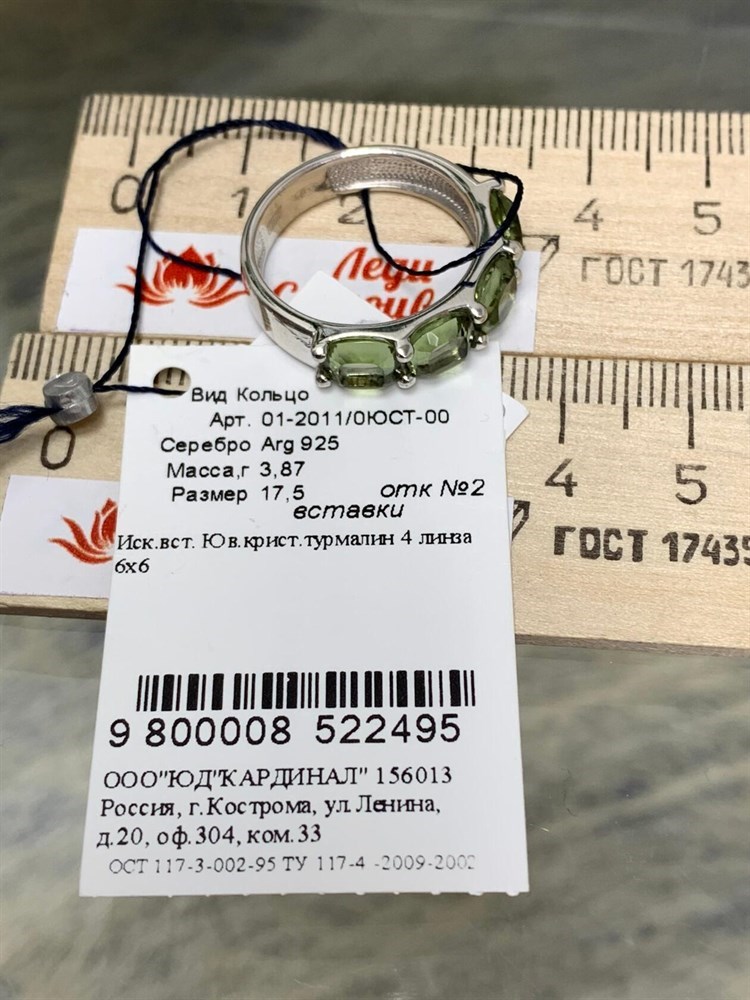 0 1 2 4 5
Леди
ГОСТ 1743
Вид Кольцо
Арт. 01-2011/0ЮСТ-00
Серебро Arg 925
Масса,г 3,87
Размер 17,5 отк №2
вставки
Иск.вст. Юв.крист.турмалин 4 линза
6х6
0 4 5
ГОСТ 17435
9 800008 522495
ООО"ЮД"КАРДИНАЛ" 156013
Россия, г.Кострома, ул.Ленина,
д.20, оф.304, ком.33
ОСТ 117-3-002-95 ТУ 117-4 -2009-2002